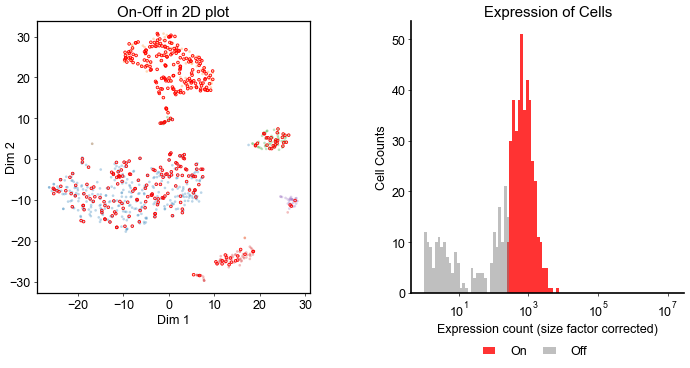 On-Off in 2D plot
Dim 2
30
20
10
0
−10
−20
−30
−20 −10 0 10 20 30
Dim 1
Expression of Cells
Cell Counts
50
40
30
20
10
0
10^1 10^3 10^5 10^7
Expression count (size factor corrected)
On Off